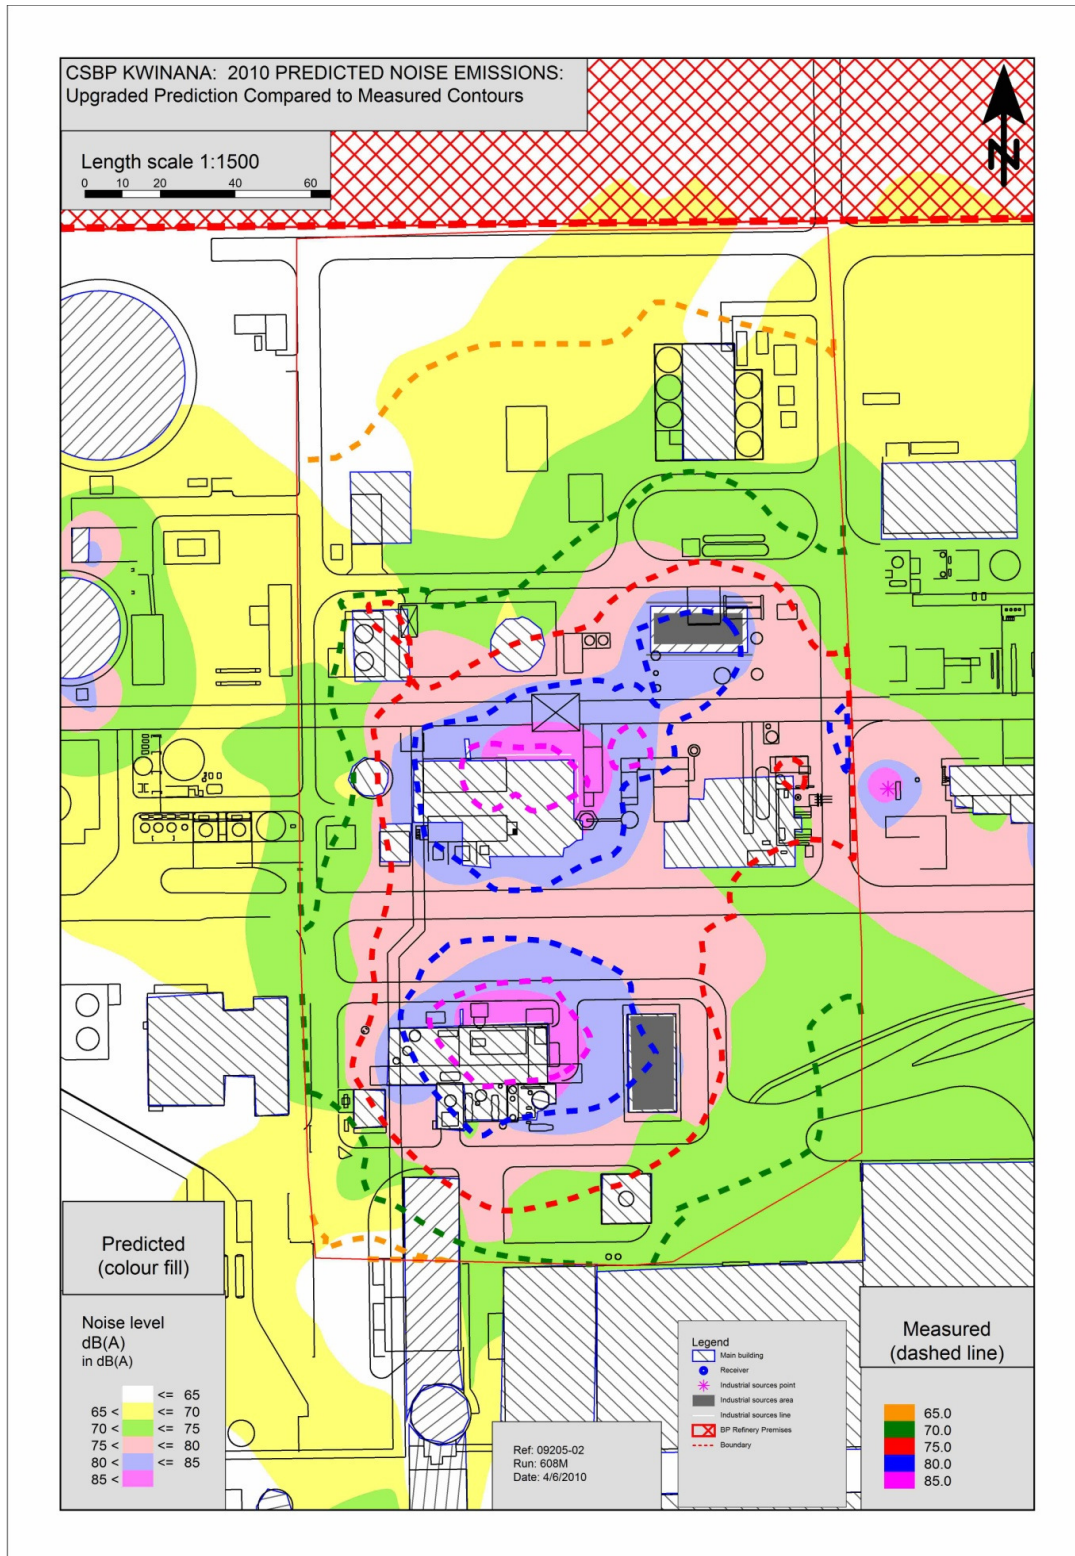 CSBP KWINANA: 2010 PREDICTED NOISE EMISSIONS:
Upgraded Prediction Compared to Measured Contours
Length scale 1:1500
0 10 20 40 60
N
Predicted
(colour fill)
Noise level
dB(A)
in dB(A)
<= 65
65 < <= 70
70 < <= 75
75 < <= 80
80 < <= 85
85 <
Ref: 09205-02
Run: 608M
Date: 4/6/2010
Legend
Main building
Receiver
Industrial sources point
Industrial sources area
Industrial sources line
BP Refinery Premises
Boundary
Measured
(dashed line)
65.0
70.0
75.0
80.0
85.0